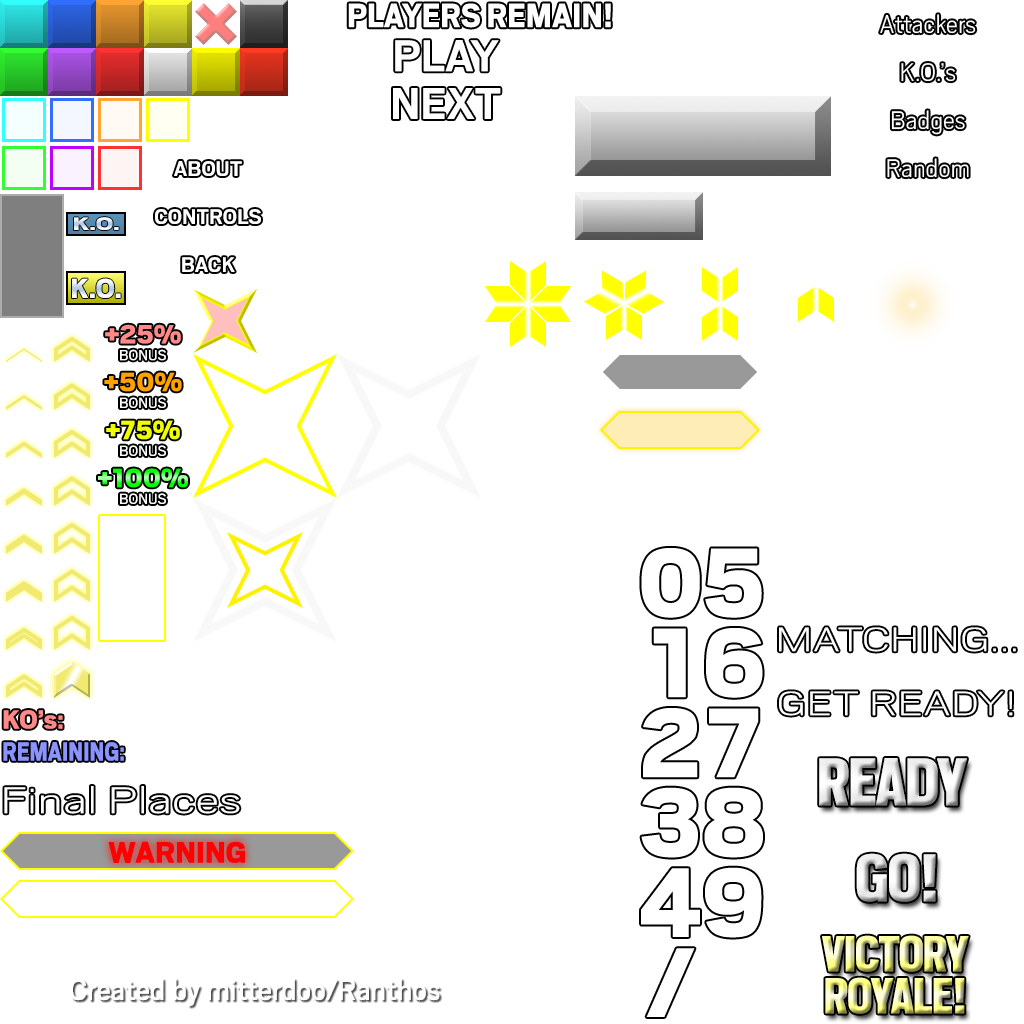 PLAYERS REMAIN!
PLAY
NEXT
Attackers
K.O.'s
Badges
Random
ABOUT
CONTROLS
BACK
K.O.
K.O.
+25%
BONUS
+50%
BONUS
+75%
BONUS
+100%
BONUS
05
16
27
38
49
/
MATCHING...
GET READY!
READY
GO!
VICTORY
ROYALE!
KO's:
REMAINING:
Final Places
WARNING
Created by mitterdoo/Ranthos